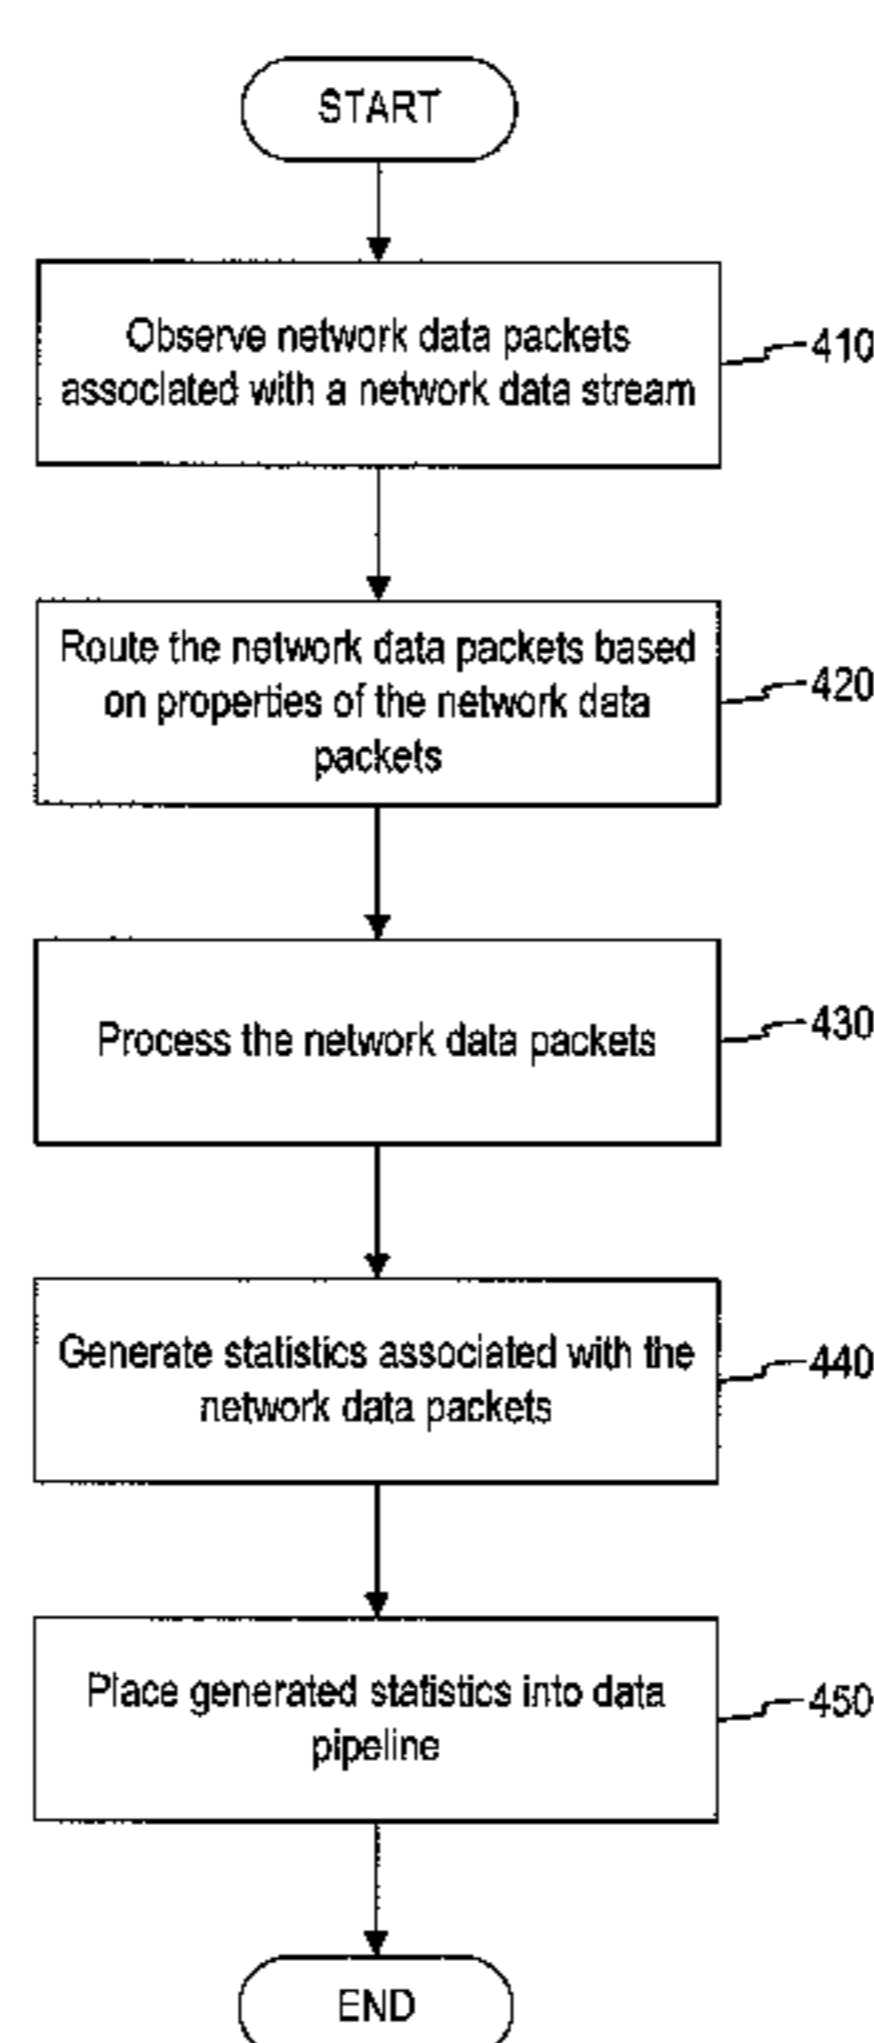 START
Observe network data packets
associated with a network data stream
410
Route the network data packets based
on properties of the network data
packets
420
Process the network data packets
430
Generate statistics associated with the
network data packets
440
Place generated statistics into data
pipeline
450
END